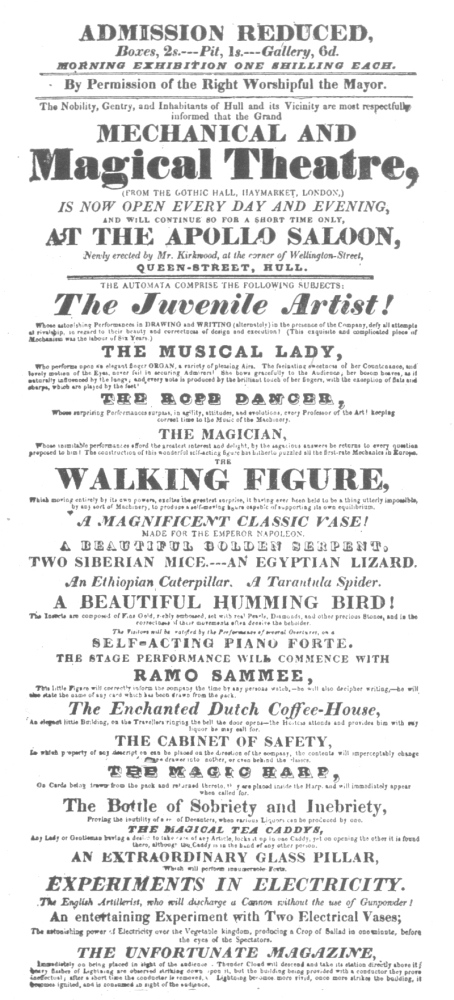 ADMISSION REDUCED,
Boxes, 2s.---Pit, 1s.---Gallery, 6d.
MORNING EXHIBITION ONE SHILLING EACH.
By Permission of the Right Worshipful the Mayor.
The Nobility, Gentry, and Inhabitants of Hull and its Vicinity are most respectfully
informed that the Grand
MECHANICAL AND
Magical Theatre,
(FROM THE GOTHIC HALL, HAYMARKET, LONDON,)
IS NOW OPEN EVERY DAY AND EVENING,
AND WILL CONTINUE SO FOR A SHORT TIME ONLY,
AT THE APOLLO SALOON,
Newly erected by Mr. Kirkwood, at the corner of Wellington-Street,
QUEEN-STREET, HULL.
THE AUTOMATA COMPRISE THE FOLLOWING SUBJECTS:
The Juvenile Artist!
Whose astonishing Performances in DRAWING and WRITING (alternately) in the presence of the Company, defy all attempts
at rivalship, in regard to their beauty and correctness of design and execution! (This exquisite and complicated piece of
Mechanism was the labour of Six Years.)
THE MUSICAL LADY,
Who performs upon an elegant finger ORGAN, a variety of pleasing Airs. The fascinating sweetness of her Countenance, and
lovely motion of the Eyes, never fail in securing Admirers! She bows gracefully to the Audience, her bosom heaves, as if
naturally influenced by the lungs, and every note is produced by the brilliant touch of her fingers, with the exception of flats and
sharps, which are played by the feet!
THE ROPE DANCER,
Whose surprizing Performances surpass, in agility, attitudes, and evolutions, every Professor of the Art! keeping
correct time to the Music of the Machinery.
THE MAGICIAN,
Whose inimitable performances afford the greatest interest and delight, by the sagacious answers he returns to every question
proposed to him! The construction of this wonderful self-acting figure has hitherto puzzled all the first-rate Mechanics in Europe.
THE
WALKING FIGURE,
Which moving entirely by its own powers, excites the greatest surprise, it having ever been held to be a thing utterly impossible,
by any sort of Machinery, to produce a self-moving figure capable of supporting its own equilibrium.
A MAGNIFICENT CLASSIC VASE!
MADE FOR THE EMPEROR NAPOLEON.
A BEAUTIFUL GOLDEN SERPENT,
TWO SIBERIAN MICE.---AN EGYPTIAN LIZARD.
An Ethiopian Caterpillar. A Tarantula Spider.
A BEAUTIFUL HUMMING BIRD!
The Insects are composed of Fine Gold, richly embossed, set with real Pearls, Diamonds, and other precious Stones, and in the
correctness of their movements often deceive the beholder.
The Visitors will be gratified by the Performance of several Overtures, on a
SELF-ACTING PIANO FORTE.
THE STAGE PERFORMANCE WILL COMMENCE WITH
RAMO SAMMEE,
This little Figure will correctly inform the company the time by any persons watch,—he will also decipher writing,—he will
also state the name of any card which has been drawn from the pack.
The Enchanted Dutch Coffee-House,
An elegant little Building, on the Travellers ringing the bell the door opens—the Hostess attends and provides him with any
liquor he may call for.
THE CABINET OF SAFETY,
In which property of any description can be placed on the direction of the company, the contents will imperceptably change
from drawer into nother, or even behind the glasses.
THE MAGIC HARP,
On Cards being drawn from the pack and returned thereto, they are placed inside the Harp, and will immediately appear
when called for.
The Bottle of Sobriety and Inebriety,
Proving the inutility of a set of Decanters, when various Liquors can be produced by one.
THE MAGICAL TEA CADDYS,
Any Lady or Gentleman having a desire to take care of any Article, locks it up in one Caddy, yet on opening the other it is found
there, although the Caddy is in the hand of any other person.
AN EXTRAORDINARY GLASS PILLAR,
Which will perform innumerable Feats.
EXPERIMENTS IN ELECTRICITY.
The English Artillerist, who will discharge a Cannon without the use of Gunpowder!
An entertaining Experiment with Two Electrical Vases;
The astonishing power of Electricity over the Vegetable kingdom, producing a Crop of Sallad in one minute, before
the eyes of the Spectators.
THE UNFORTUNATE MAGAZINE,
Immediately on being placed in sight of the audience a Thunder Cloud will descend and take its station directly above it;
many flashes of Lightning are observed striking down upon it, but the building being provided with a conductor they prove
ineffectual; after a short time the conductor is removed, Lightning becomes more vivid, once more strikes the building, it
becomes ignited, and is consumed in sight of the audience.